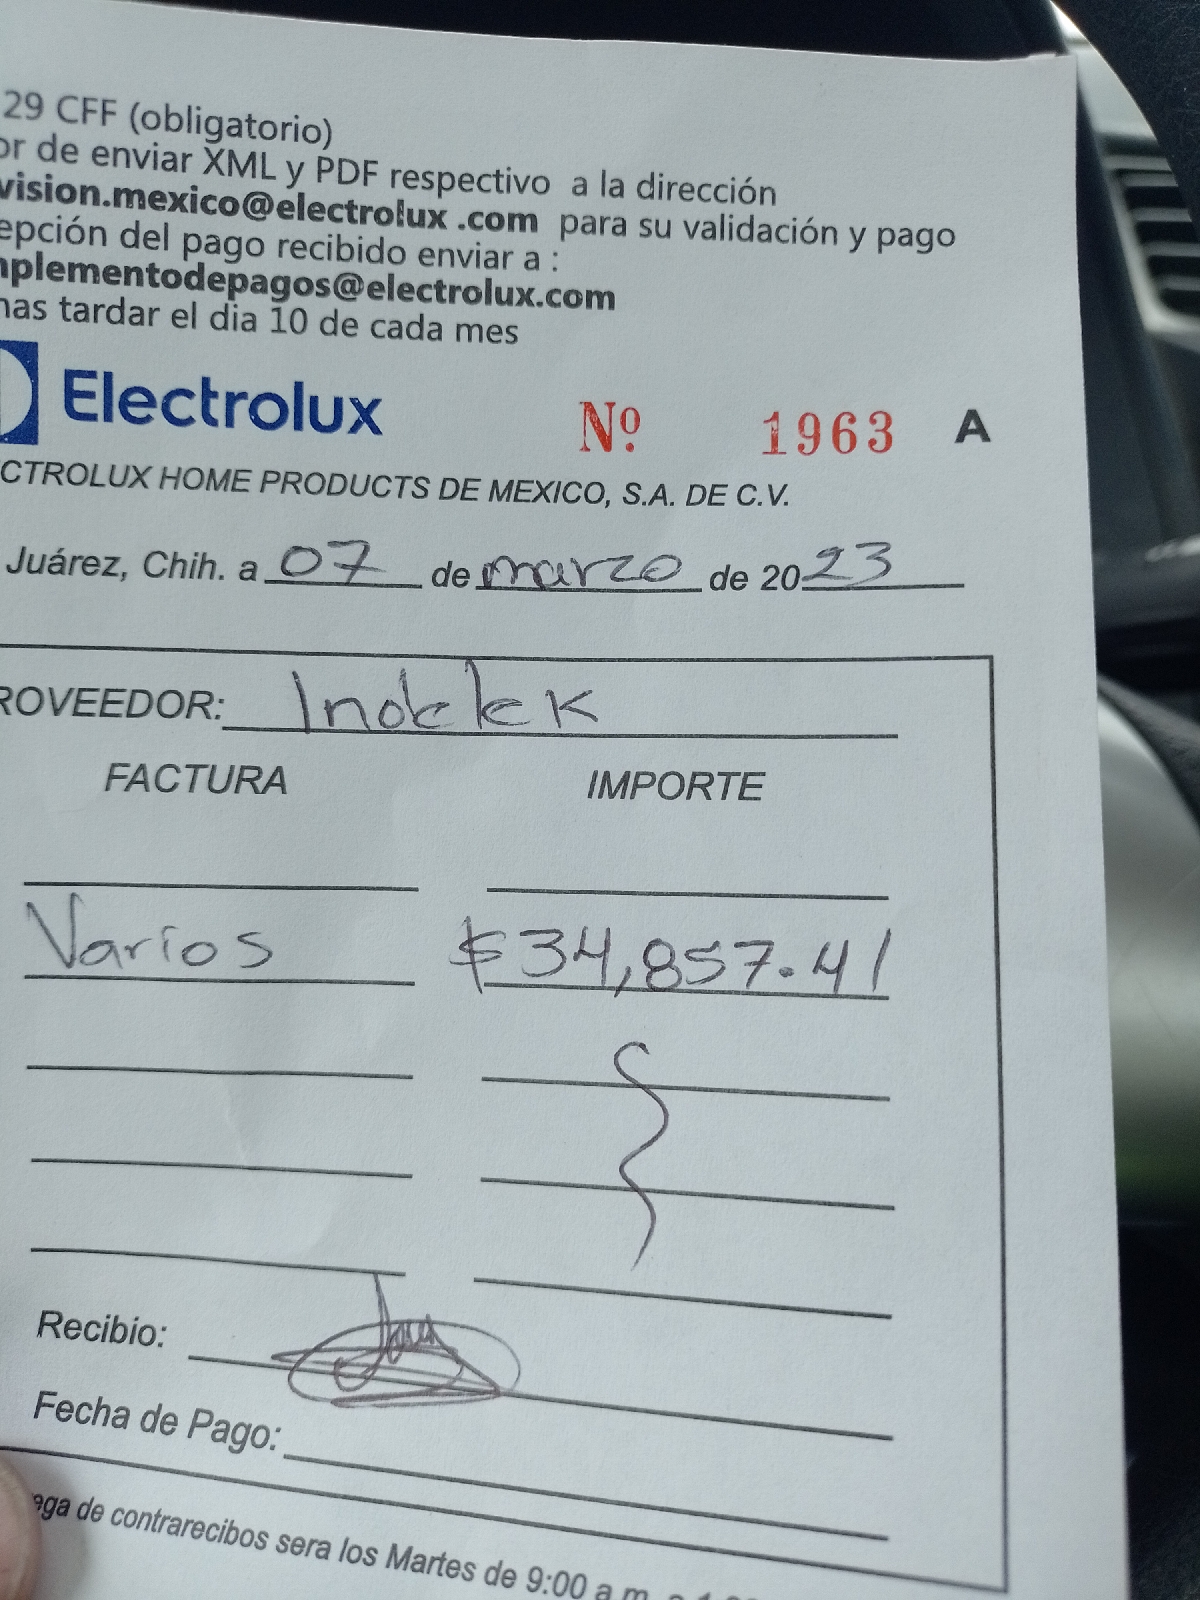 29 CFF (obligatorio)
or de enviar XML y PDF respectivo a la dirección
vision.mexico@electrolux .com para su validación y pago
epción del pago recibido enviar a :
mplementodepagos@electrolux.com
mas tardar el dia 10 de cada mes
Electrolux Nº 1963 A
CTROLUX HOME PRODUCTS DE MEXICO, S.A. DE C.V.
Juárez, Chih. a 07 de marzo de 2023
ROVEEDOR: Inoktek
FACTURA IMPORTE
Varios $34,857.41
Recibio:
Fecha de Pago:
ega de contrarecibos sera los Martes de 9:00 a.m. a